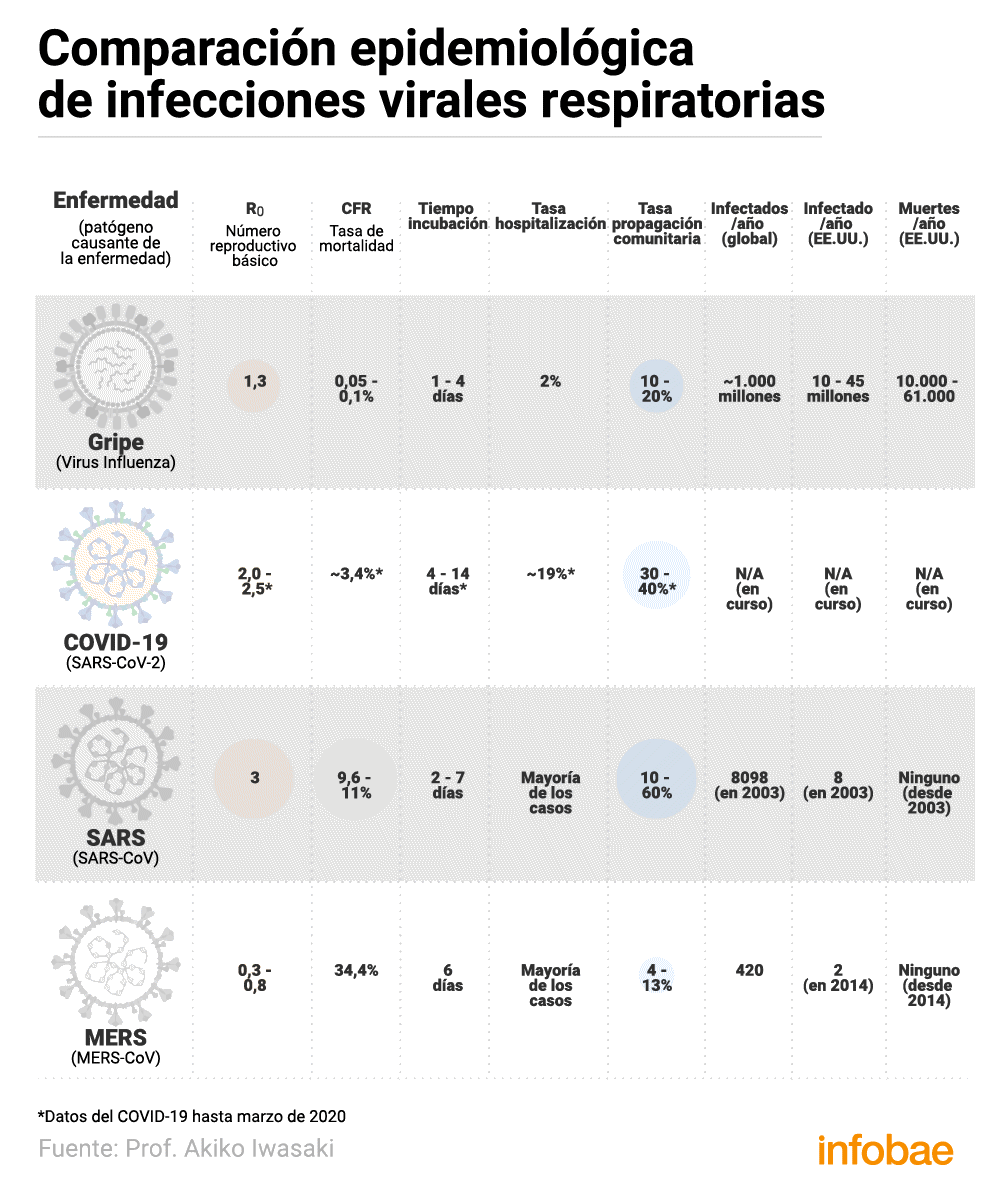 Comparación epidemiológica
de infecciones virales respiratorias
Enfermedad
(patógeno
causante de
la enfermedad)
R0
Número
reproductivo
básico
CFR
Tasa de
mortalidad
Tiempo
incubación
Tasa
hospitalización
Tasa
propagación
comunitaria
Infectados
/año
(global)
Infectado
/año
(EE.UU.)
Muertes
/año
(EE.UU.)
Gripe
(Virus Influenza)
1,3
0,05 -
0,1%
1 - 4
días
2%
10 -
20%
~1.000
millones
10 - 45
millones
10.000 -
61.000
COVID-19
(SARS-CoV-2)
2,0 -
2,5*
~3,4%*
4 - 14
días*
~19%*
30 -
40%*
N/A
(en
curso)
N/A
(en
curso)
N/A
(en
curso)
SARS
(SARS-CoV)
3
9,6 -
11%
2 - 7
días
Mayoría
de los
casos
10 -
60%
8098
(en 2003)
8
(en 2003)
Ninguno
(desde
2003)
MERS
(MERS-CoV)
0,3 -
0,8
34,4%
6
días
Mayoría
de los
casos
4 -
13%
420
2
(en 2014)
Ninguno
(desde
2014)
*Datos del COVID-19 hasta marzo de 2020
Fuente: Prof. Akiko Iwasaki
infobae